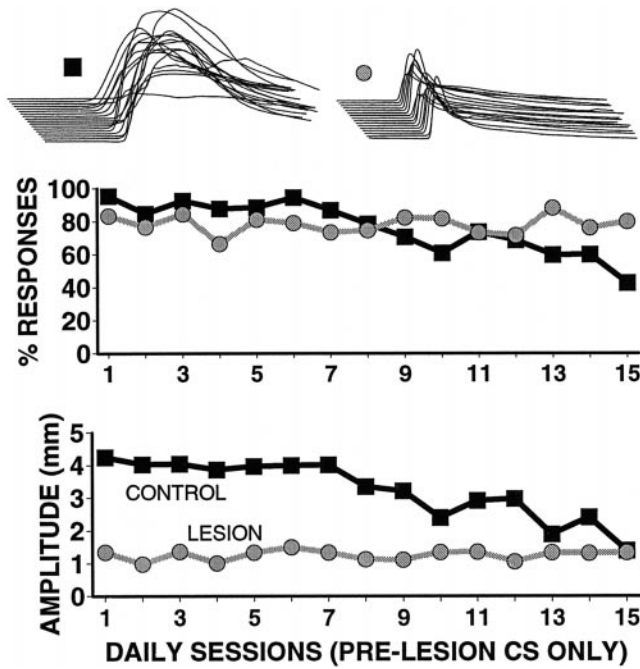 % RESPONSES
100
80
60
40
20
0
1 3 5 7 9 11 13 15
AMPLITUDE (mm)
5
4
3
2
1
0
CONTROL
LESION
1 3 5 7 9 11 13 15
DAILY SESSIONS (PRE-LESION CS ONLY)